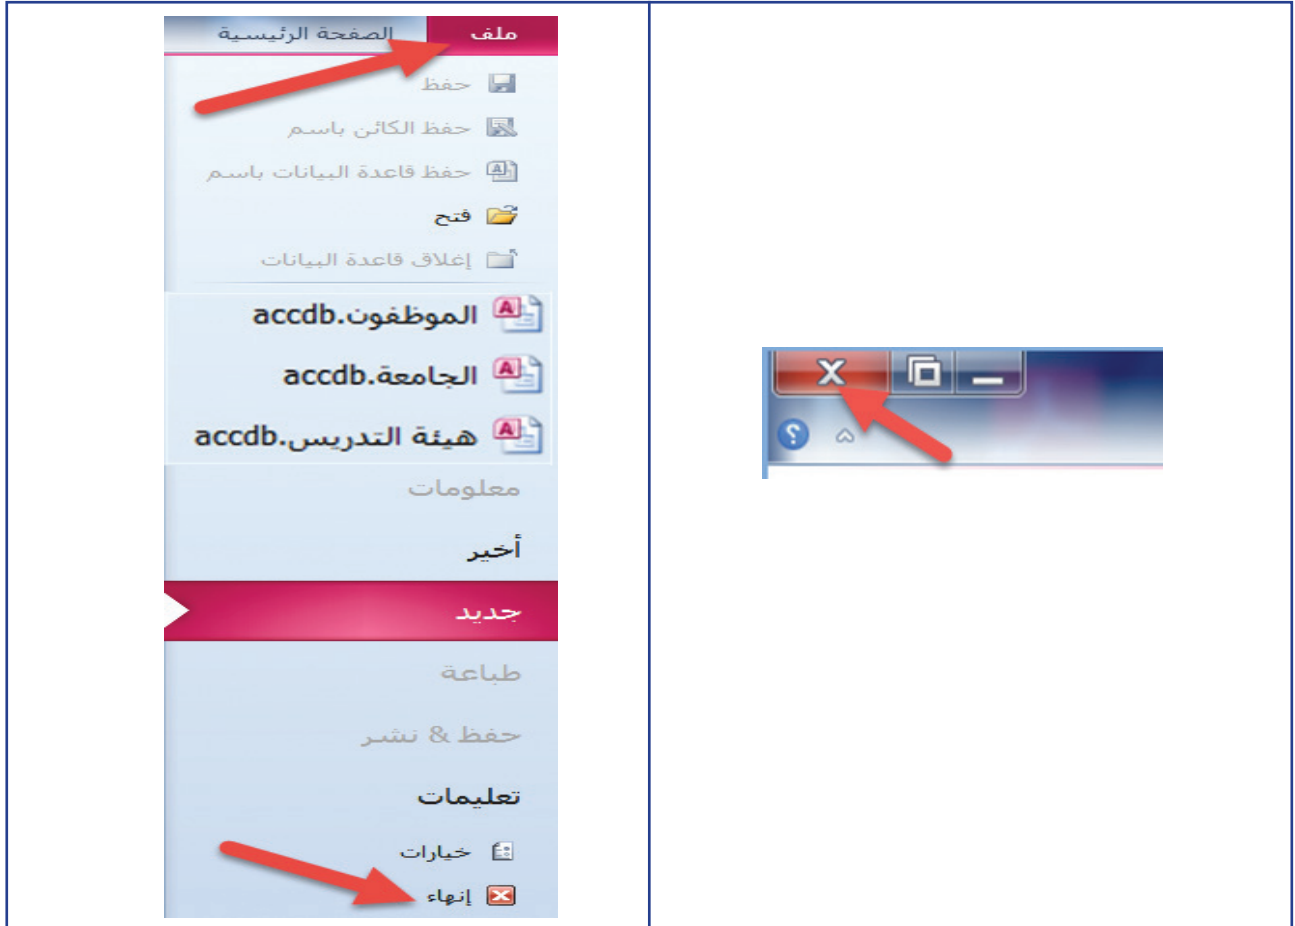 ملف الصفحة الرئيسية
حفظ
حفظ الكائن باسم
حفظ قاعدة البيانات باسم
فتح
إغلاق قاعدة البيانات
الموظفون.accdb
الجامعة.accdb
هيئة التدريس.accdb
معلومات
أخير
جديد
طباعة
حفظ & نشر
تعليمات
خيارات
إنهاء